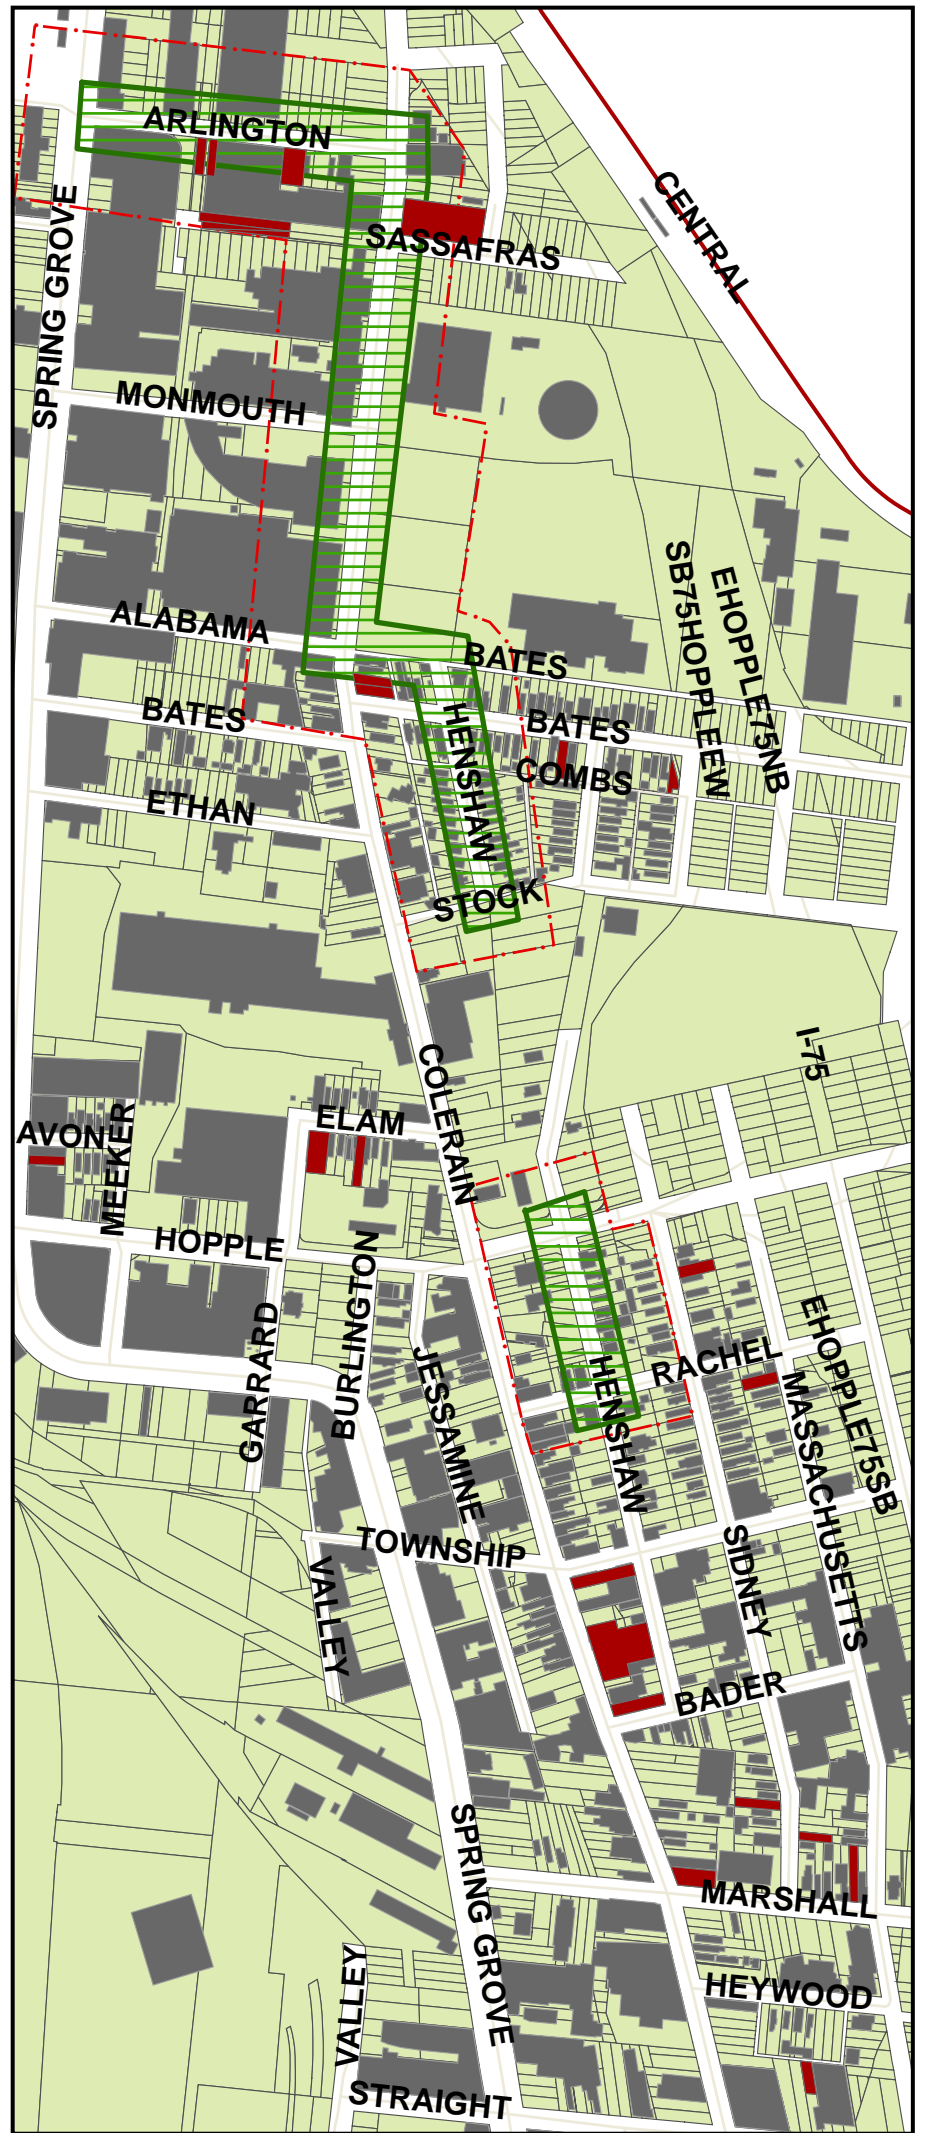 ARLINGTON
CENTRAL
SPRING GROVE
SASSAFRAS
MONMOUTH
SB75HOPPLEEW
EHOPPLE75NB
ALABAMA
BATES
BATES
BATES
HENSHAW
COMBS
ETHAN
STOCK
I-75
COLERAIN
ELAM
AVON
MEEKER
HOPPLE
BURLINGTON
GARRARD
JESSAMINE
RACHEL
HENSHAW
EHOPPLE75SB
MASSACHUSETTS
TOWNSHIP
SIDNEY
VALLEY
BADER
SPRING GROVE
MARSHALL
VALLEY
HEYWOOD
STRAIGHT